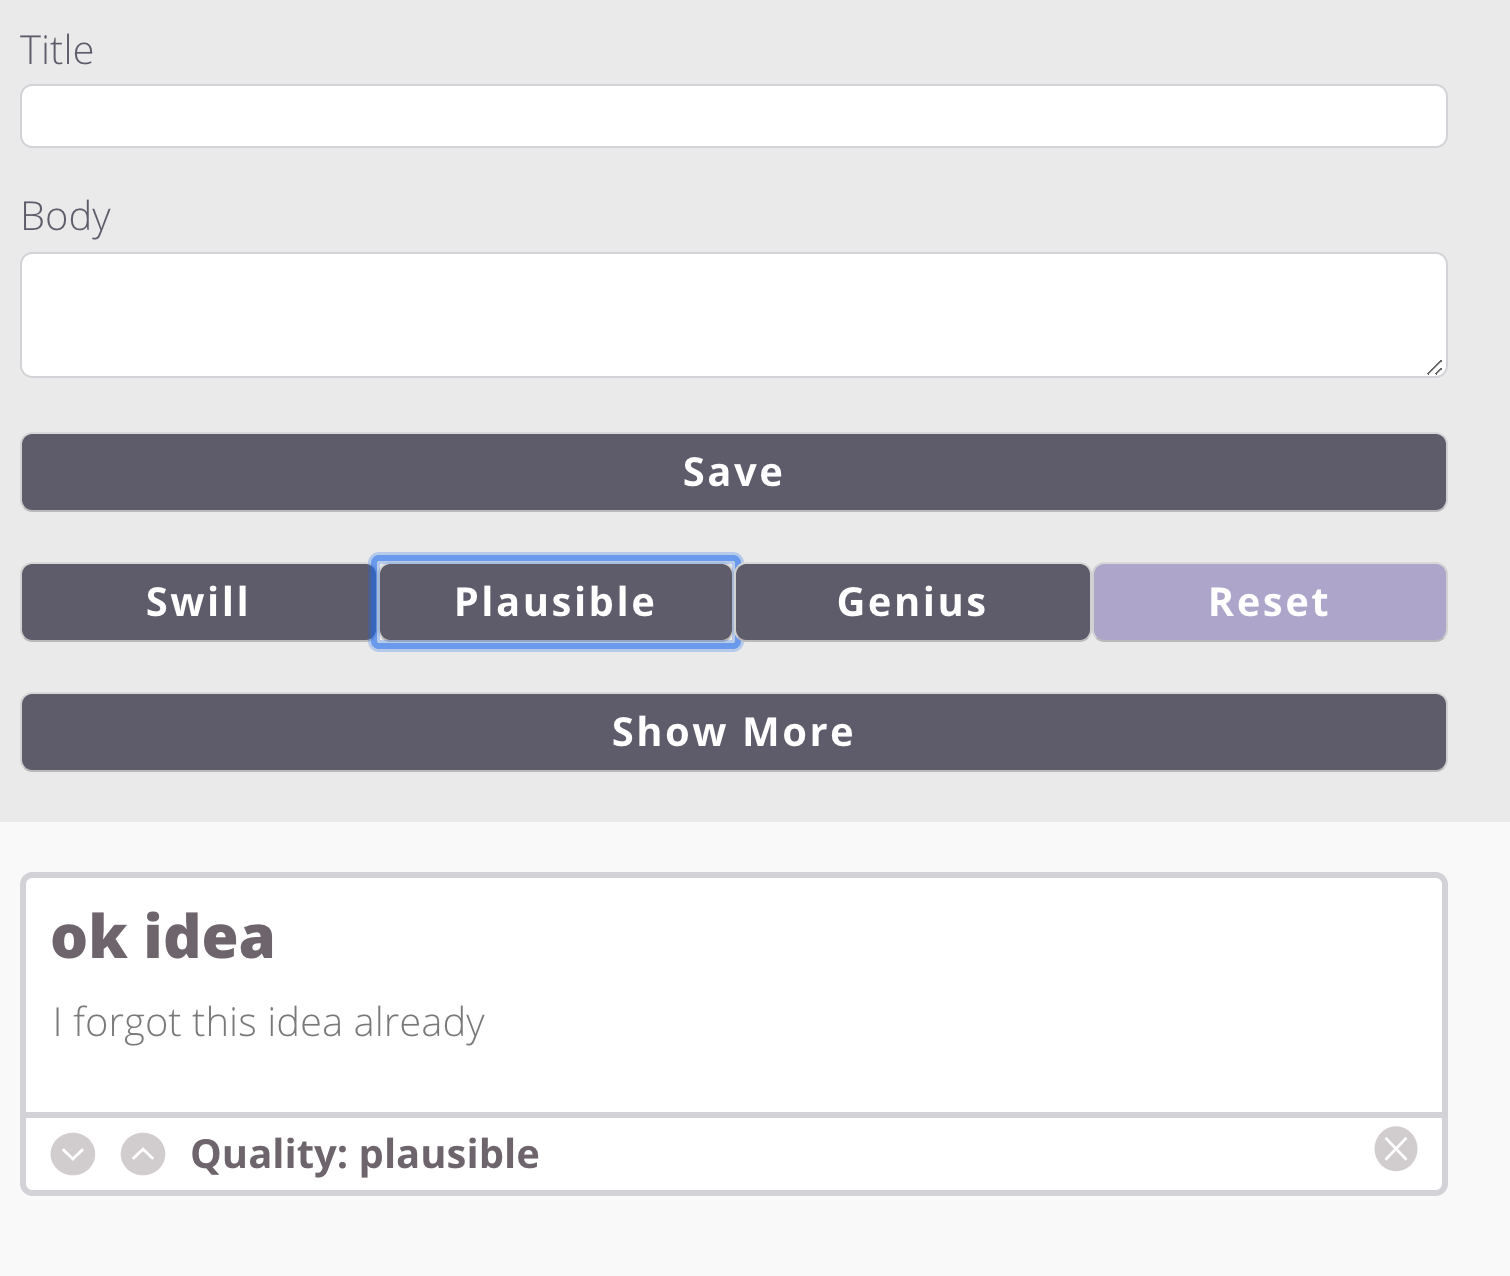 Title
Body
Save
Swill Plausible Genius Reset
Show More
ok idea
I forgot this idea already
Quality: plausible